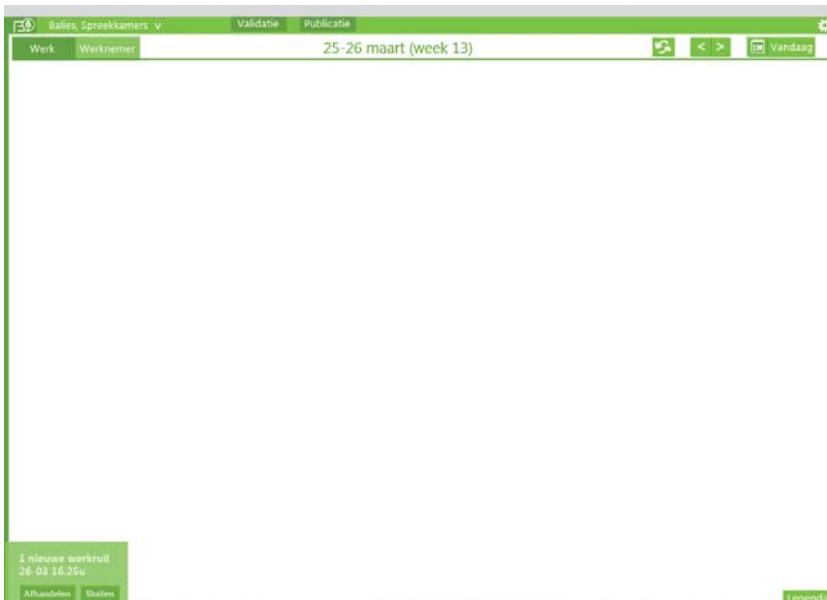 6 Balies, Spreekkamers v Validatie Publicatie
Werk Werknemer 25-26 maart (week 13) < > Vandaag
1 nieuwe werkruil
26-03 16.25u
Afhandelen Sluiten
Legenda